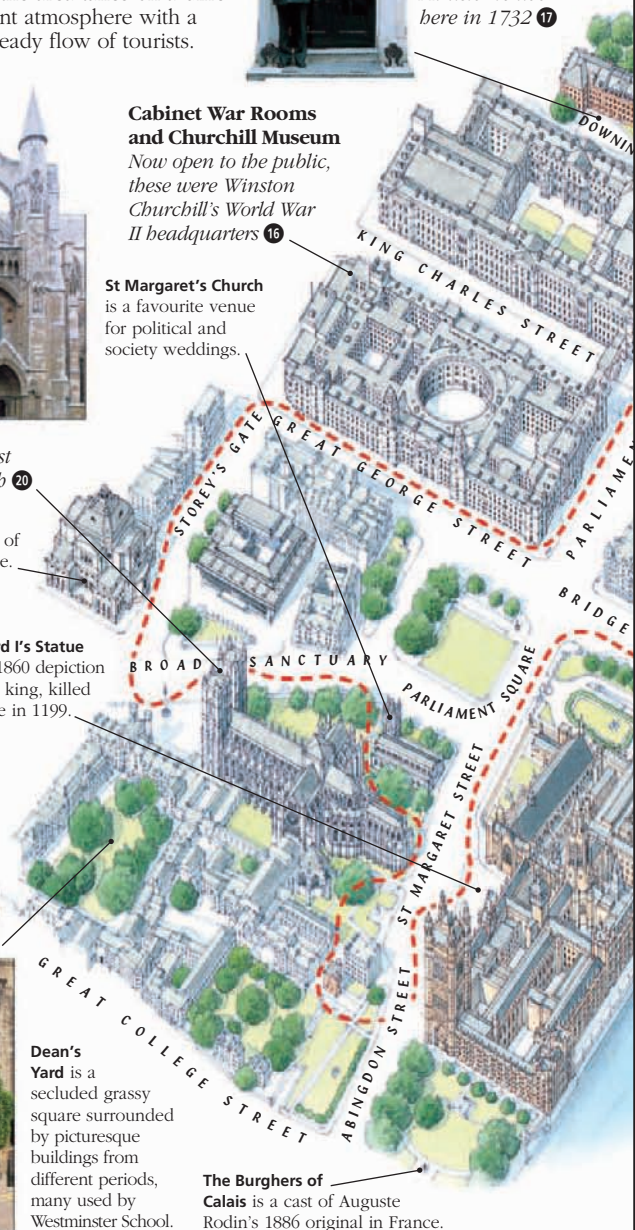 nt atmosphere with a
eady flow of tourists.
here in 1732 17
Cabinet War Rooms
and Churchill Museum
Now open to the public,
these were Winston
Churchill's World War
II headquarters 16
St Margaret's Church
is a favourite venue
for political and
society weddings.
DOWNIN
KING CHARLES STREET
GREAT GEORGE STREET
STOREY'S GATE
PARLIAME
BRIDGE
st
20
of
e.
rd I's Statue
1860 depiction
king, killed
e in 1199.
BROAD SANCTUARY
PARLIAMENT SQUARE
ST MARGARET STREET
ABINGDON STREET
GREAT COLLEGE STREET
Dean's
Yard is a
secluded grassy
square surrounded
by picturesque
buildings from
different periods,
many used by
Westminster School.
The Burghers of
Calais is a cast of Auguste
Rodin's 1886 original in France.